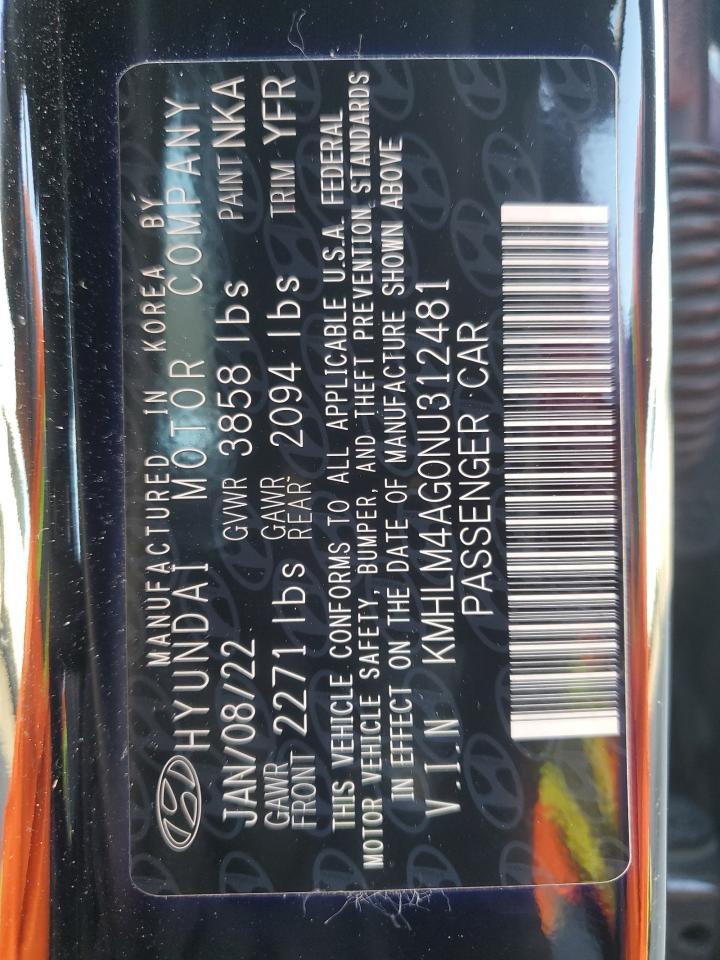 MANUFACTURED IN KOREA BY
HYUNDAI MOTOR COMPANY
JAN/08/22 GVWR 3858 lbs PAINT NKA
GAWR FRONT 2271 lbs GAWR REAR 2094 lbs TRIM YFR
THIS VEHICLE CONFORMS TO ALL APPLICABLE U.S.A. FEDERAL
MOTOR VEHICLE SAFETY, BUMPER, AND THEFT PREVENTION STANDARDS
IN EFFECT ON THE DATE OF MANUFACTURE SHOWN ABOVE
V.I.N KMHLM4AG0NU312481
PASSENGER CAR